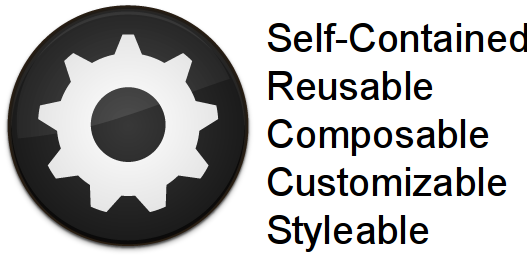 Self-Contained
Reusable
Composable
Customizable
Styleable